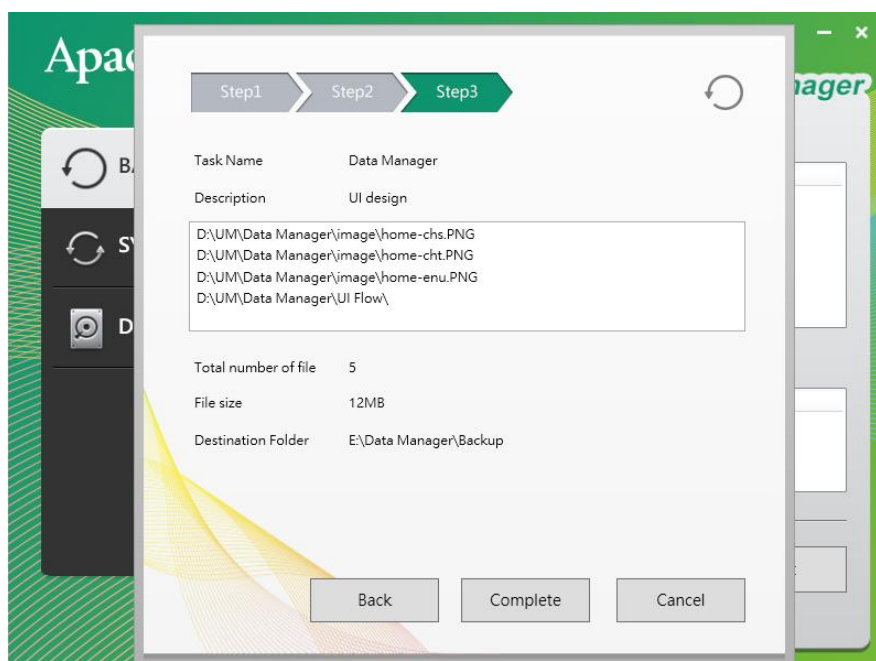 Apac
ager
Step1 Step2 Step3
BA
SY
D
Task Name Data Manager
Description UI design
D:\UM\Data Manager\image\home-chs.PNG
D:\UM\Data Manager\image\home-cht.PNG
D:\UM\Data Manager\image\home-enu.PNG
D:\UM\Data Manager\UI Flow\
Total number of file 5
File size 12MB
Destination Folder E:\Data Manager\Backup
Back Complete Cancel